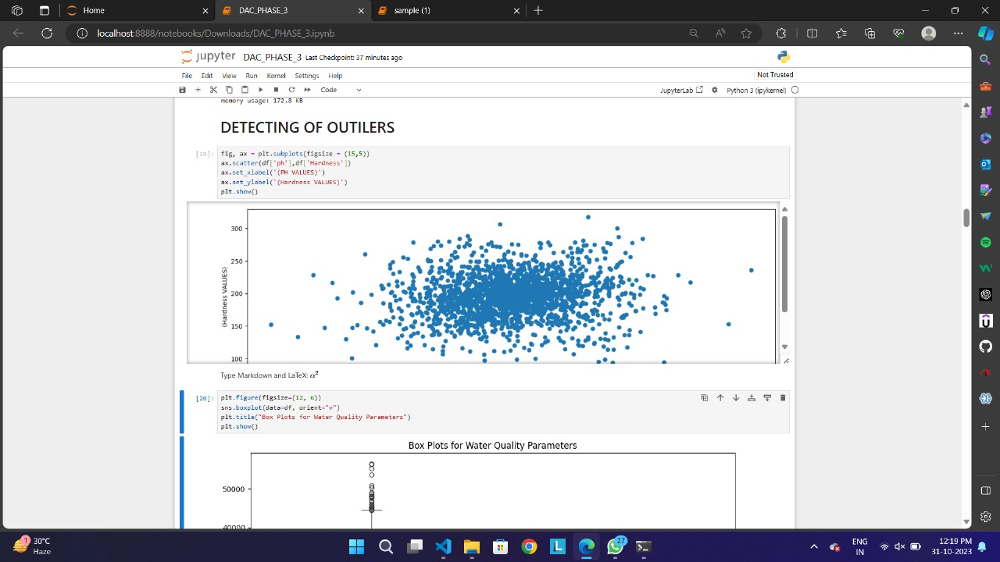 Home
DAC_PHASE_3
sample (1)
localhost:8888/notebooks/Downloads/DAC_PHASE_3.ipynb
jupyter DAC_PHASE_3 Last Checkpoint: 37 minutes ago
File Edit View Run Kernel Settings Help
Not Trusted
Code
JupyterLab
Python 3 (ipykernel)
memory usage: 172.8 KB
DETECTING OF OUTILERS
[19]:
fig, ax = plt.subplots(figsize = (15,5))
ax.scatter(df['ph'],df['Hardness'])
ax.set_xlabel('(PH VALUES)')
ax.set_ylabel('(Hardness VALUES)')
plt.show()
300
250
200
150
100
(Hardness VALUES)
Type Markdown and LaTeX: α²
[20]:
plt.figure(figsize=(12, 6))
sns.boxplot(data=df, orient="v")
plt.title("Box Plots for Water Quality Parameters")
plt.show()
Box Plots for Water Quality Parameters
50000
40000
1
30°C
Haze
27
ENG
IN
12:19 PM
31-10-2023